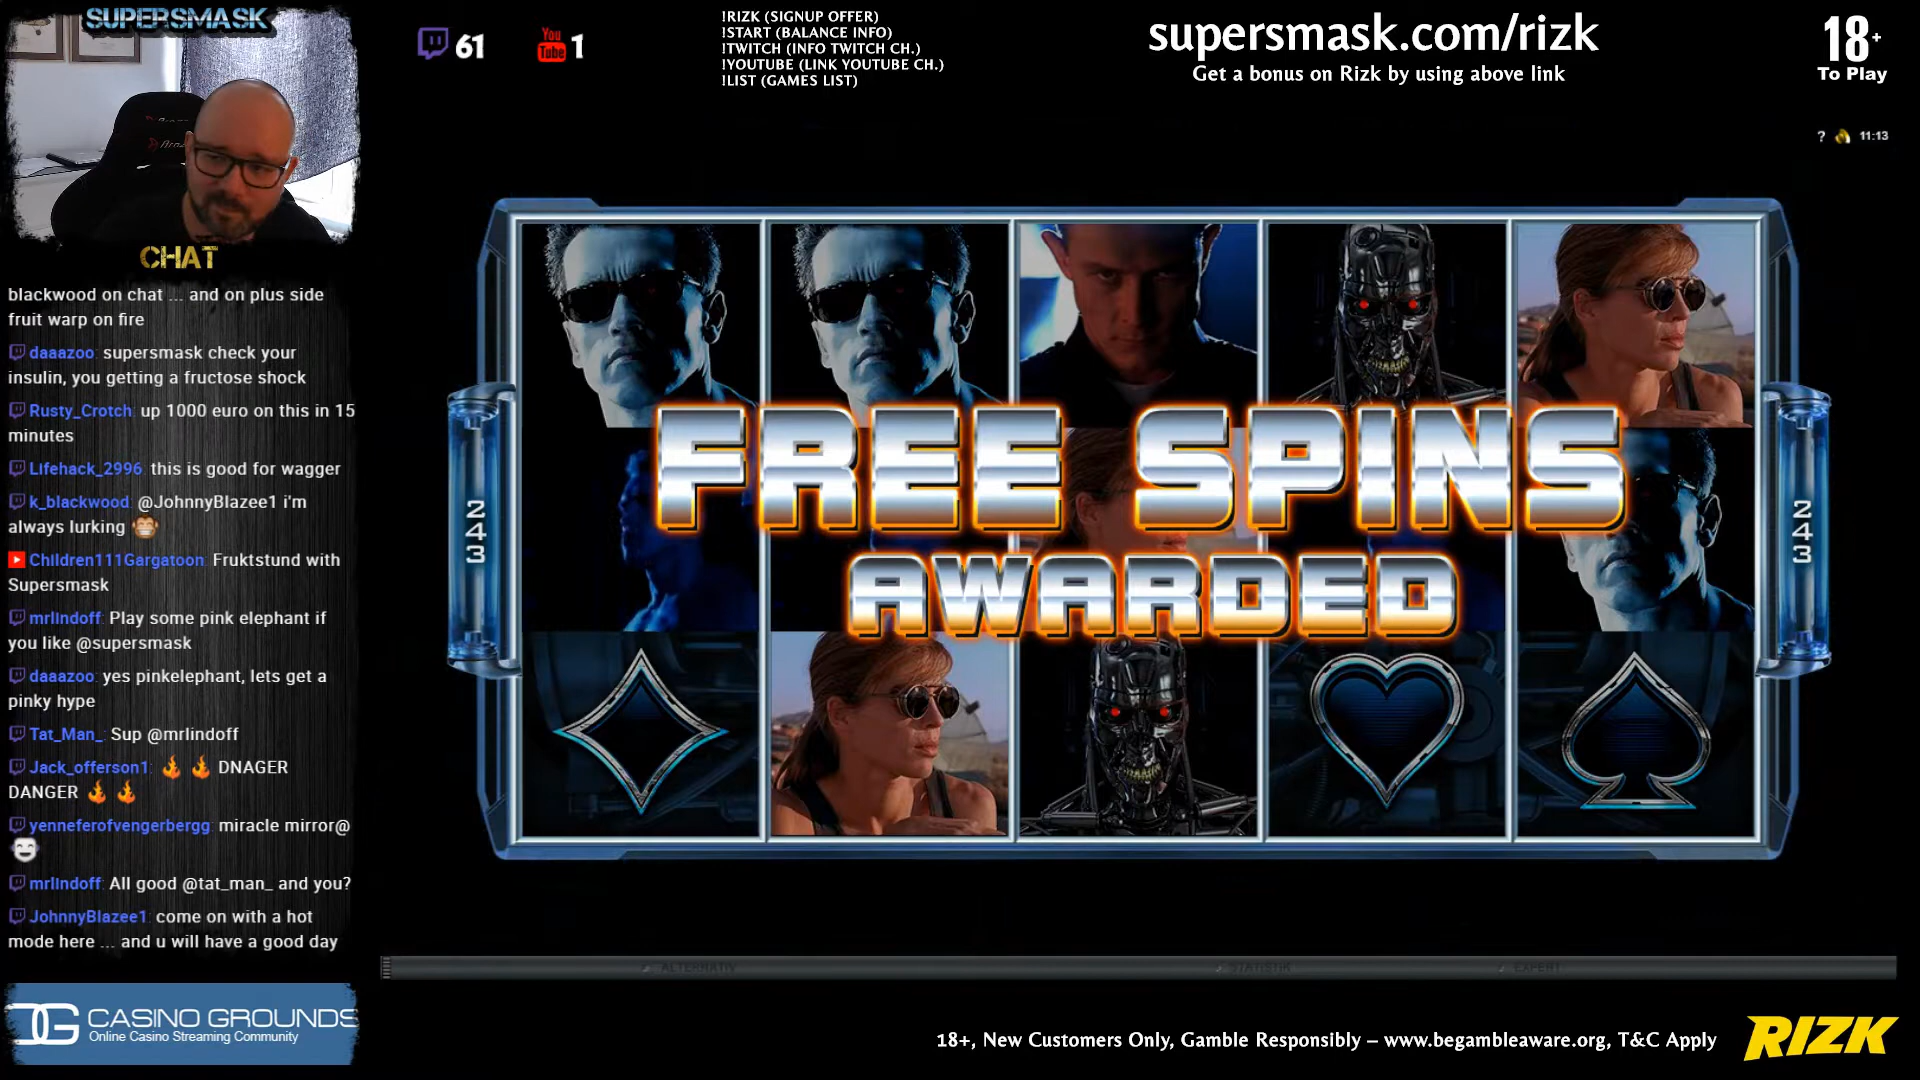 SUPERSMASK
61
You Tube 1
!RIZK (SIGNUP OFFER)
!START (BALANCE INFO)
!TWITCH (INFO TWITCH CH.)
!YOUTUBE (LINK YOUTUBE CH.)
!LIST (GAMES LIST)
supersmask.com/rizk
Get a bonus on Rizk by using above link
18+
To Play
? 11:13
CHAT
blackwood on chat ... and on plus side
fruit warp on fire
daaazoo: supersmask check your
insulin, you getting a fructose shock
Rusty_Crotch: up 1000 euro on this in 15
minutes
Lifehack_2996: this is good for wagger
k_blackwood: @JohnnyBlazee1 i'm
always lurking 🐵
Children111Gargatoon: Fruktstund with
Supersmask
mrlindoff: Play some pink elephant if
you like @supersmask
daaazoo: yes pinkelephant, lets get a
pinky hype
Tat_Man_: Sup @mrlindoff
Jack_offerson1: 🔥 🔥 DNAGER
DANGER 🔥 🔥
yenneferofvengerbergg: miracle mirror@
mrlindoff: All good @tat_man_ and you?
JohnnyBlazee1: come on with a hot
mode here ... and u will have a good day
243
FREE SPINS
AWARDED
243
ALTERNATIV
STATISTIK
EXPERT
CG CASINO GROUNDS
Online Casino Streaming Community
18+, New Customers Only, Gamble Responsibly – www.begambleaware.org, T&C Apply
RIZK